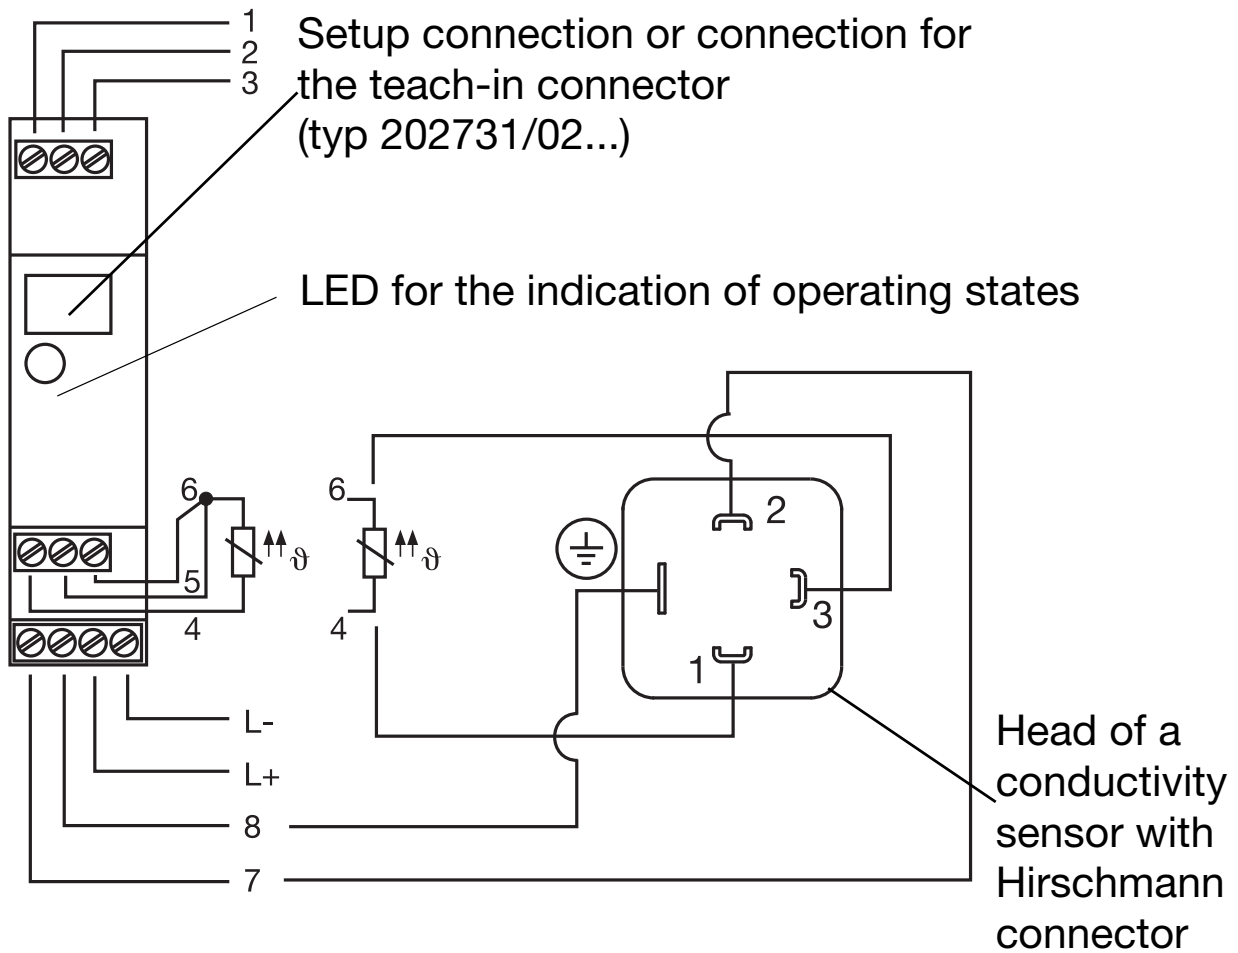 1
2
3
Setup connection or connection for
the teach-in connector
(typ 202731/02...)
LED for the indication of operating states
6
ϑ
5
4
6
ϑ
4
2
3
1
L-
L+
8
7
Head of a
conductivity
sensor with
Hirschmann
connector